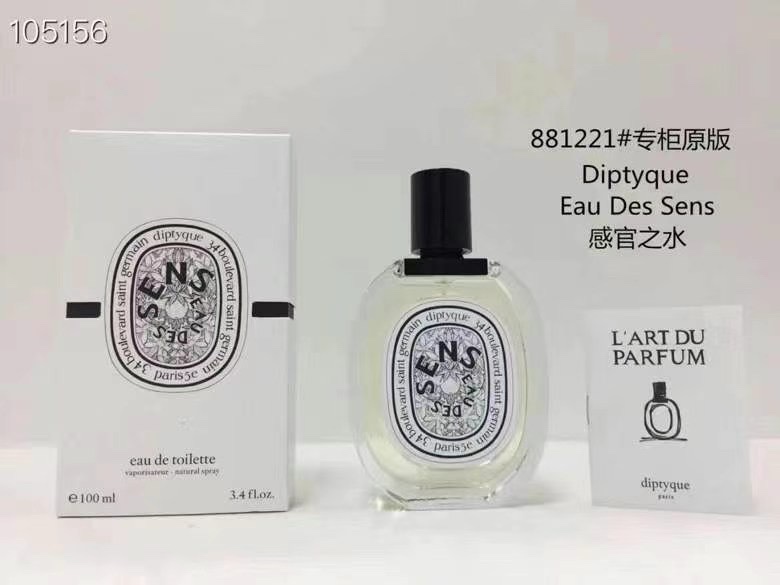 105156
881221#专柜原版
Diptyque
Eau Des Sens
感官之水
diptyque 34 boulevard saint germain paris 5e 34 boulevard saint germain
EAU DES SENS
eau de toilette
vaporisateur - natural spray
e 100 ml 3.4 fl.oz.
diptyque 34 boulevard saint germain paris 5e 34 boulevard saint germain
EAU DES SENS
L'ART DU
PARFUM
diptyque
paris